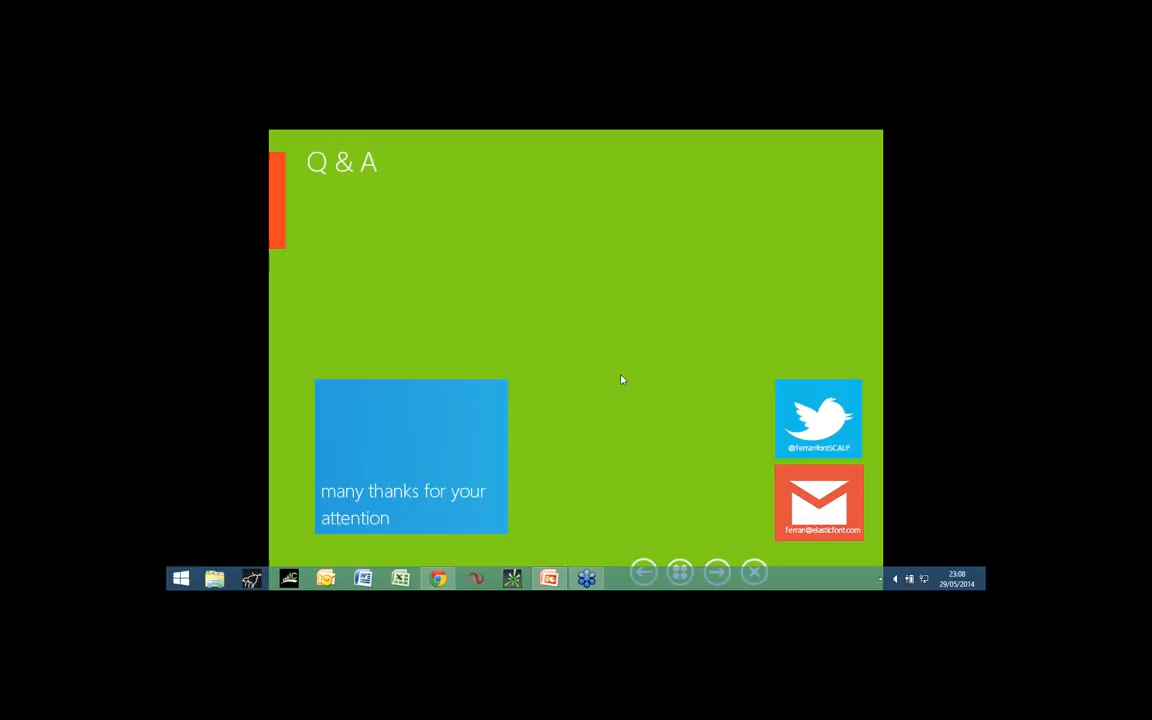 Q & A
many thanks for your
attention
@ferranfontSCALP
ferran@elasticfont.com
23:08
29/05/2014